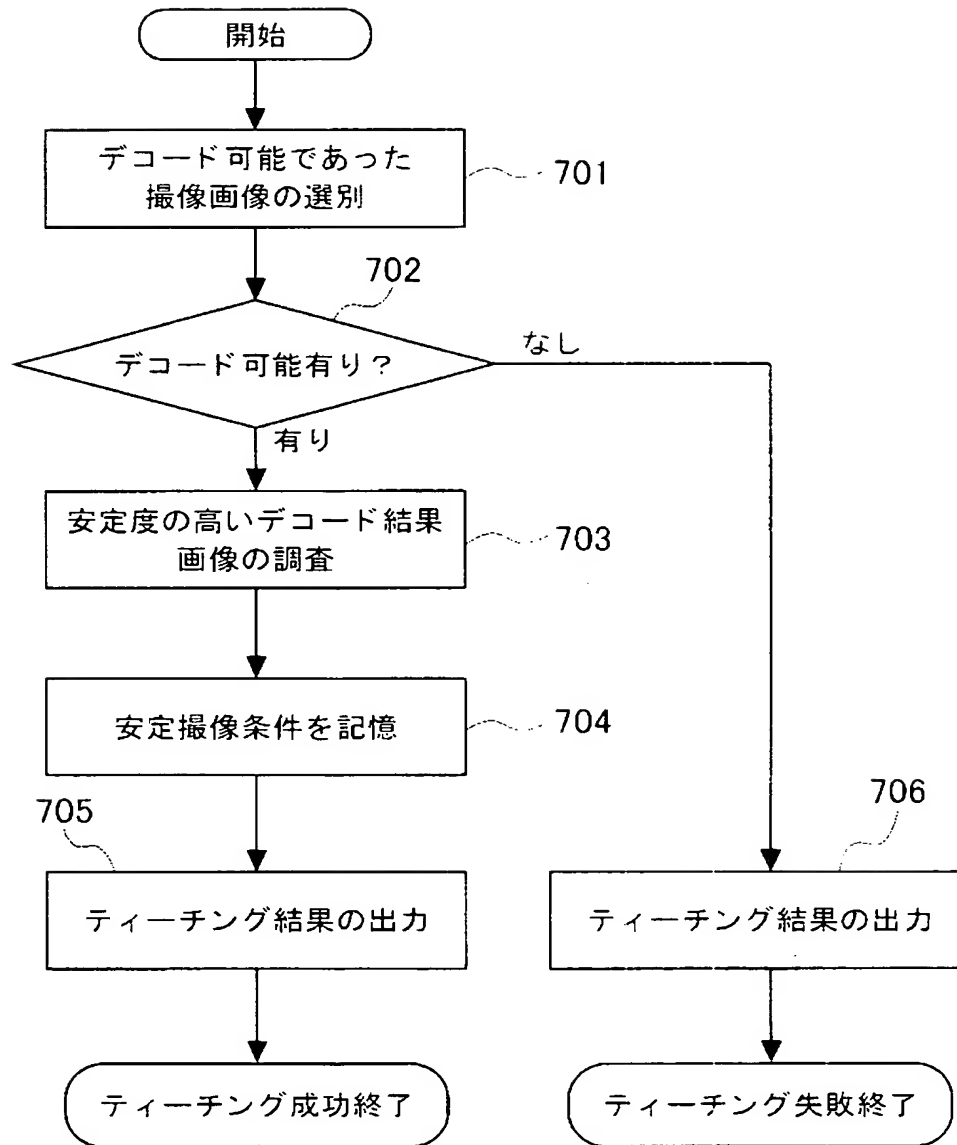 開始
デコード可能であった
撮像画像の選別
701
702
デコード可能有り?
なし
有り
安定度の高いデコード結果
画像の調査
703
安定撮像条件を記憶
704
705
ティーチング結果の出力
706
ティーチング結果の出力
ティーチング成功終了
ティーチング失敗終了